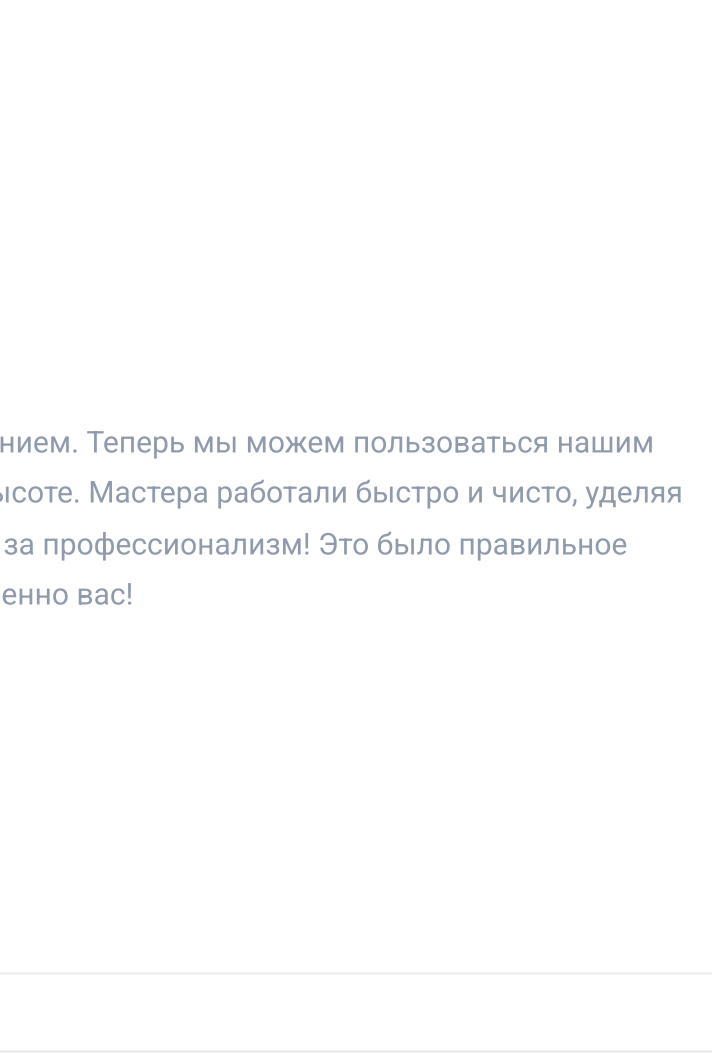 нием. Теперь мы можем пользоваться нашим
ысоте. Мастера работали быстро и чисто, уделяя
за профессионализм! Это было правильное
енно вас!